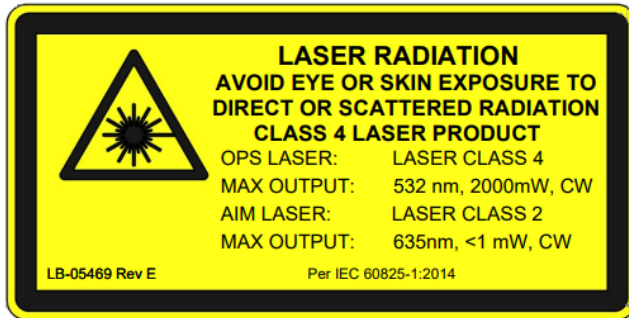 LASER RADIATION
AVOID EYE OR SKIN EXPOSURE TO
DIRECT OR SCATTERED RADIATION
CLASS 4 LASER PRODUCT
OPS LASER: LASER CLASS 4
MAX OUTPUT: 532 nm, 2000mW, CW
AIM LASER: LASER CLASS 2
MAX OUTPUT: 635nm, <1 mW, CW
LB-05469 Rev E Per IEC 60825-1:2014